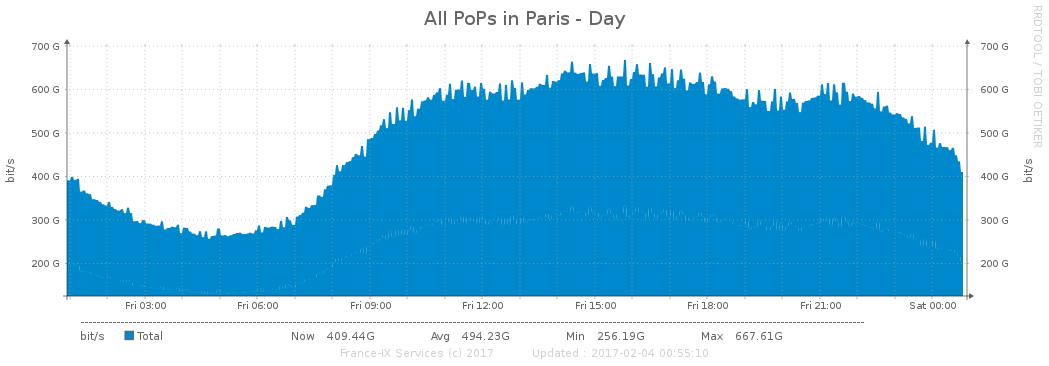 All PoPs in Paris - Day
RRDTOOL / TOBI OETIKER
700 G 700 G
600 G 600 G
500 G 500 G
400 G 400 G
300 G 300 G
200 G 200 G
bit/s bit/s
Fri 03:00 Fri 06:00 Fri 09:00 Fri 12:00 Fri 15:00 Fri 18:00 Fri 21:00 Sat 00:00
bit/s Total Now 409.44G Avg 494.23G Min 256.19G Max 667.61G
France-IX Services (c) 2017 Updated : 2017-02-04 00:55:10